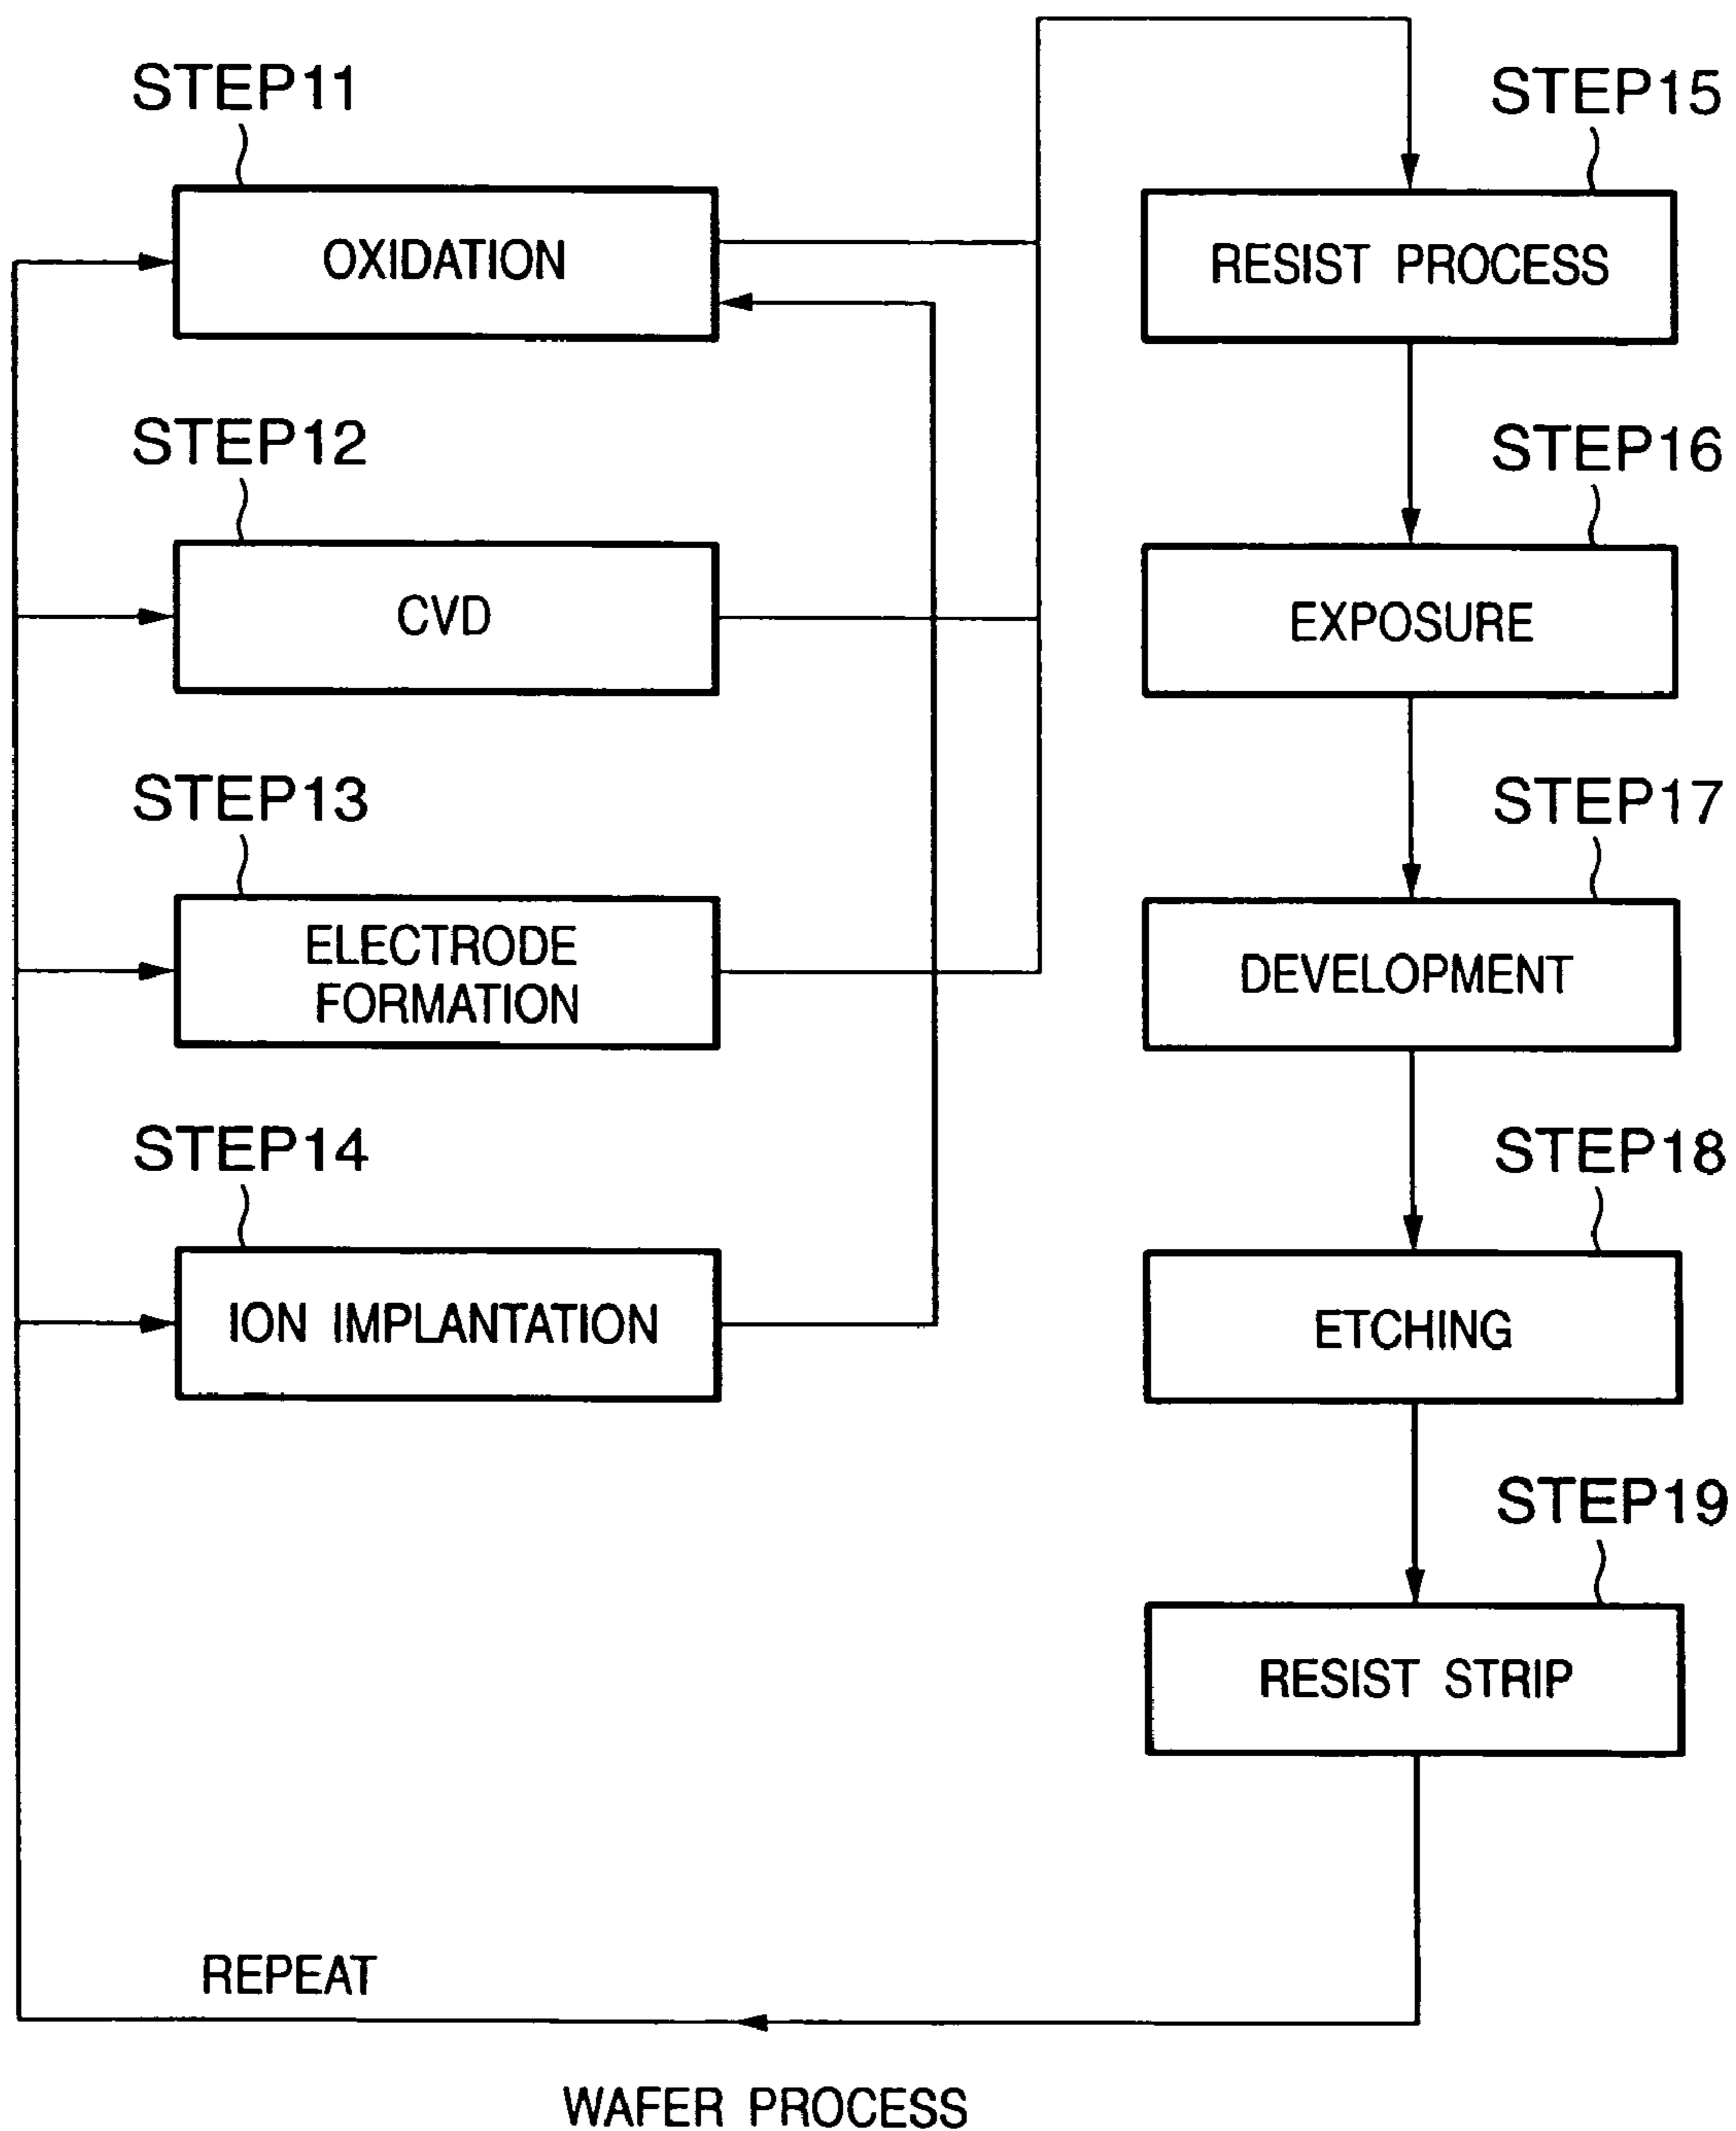 STEP11
OXIDATION
STEP12
CVD
STEP13
ELECTRODE
FORMATION
STEP14
ION IMPLANTATION
STEP15
RESIST PROCESS
STEP16
EXPOSURE
STEP17
DEVELOPMENT
STEP18
ETCHING
STEP19
RESIST STRIP
REPEAT
WAFER PROCESS